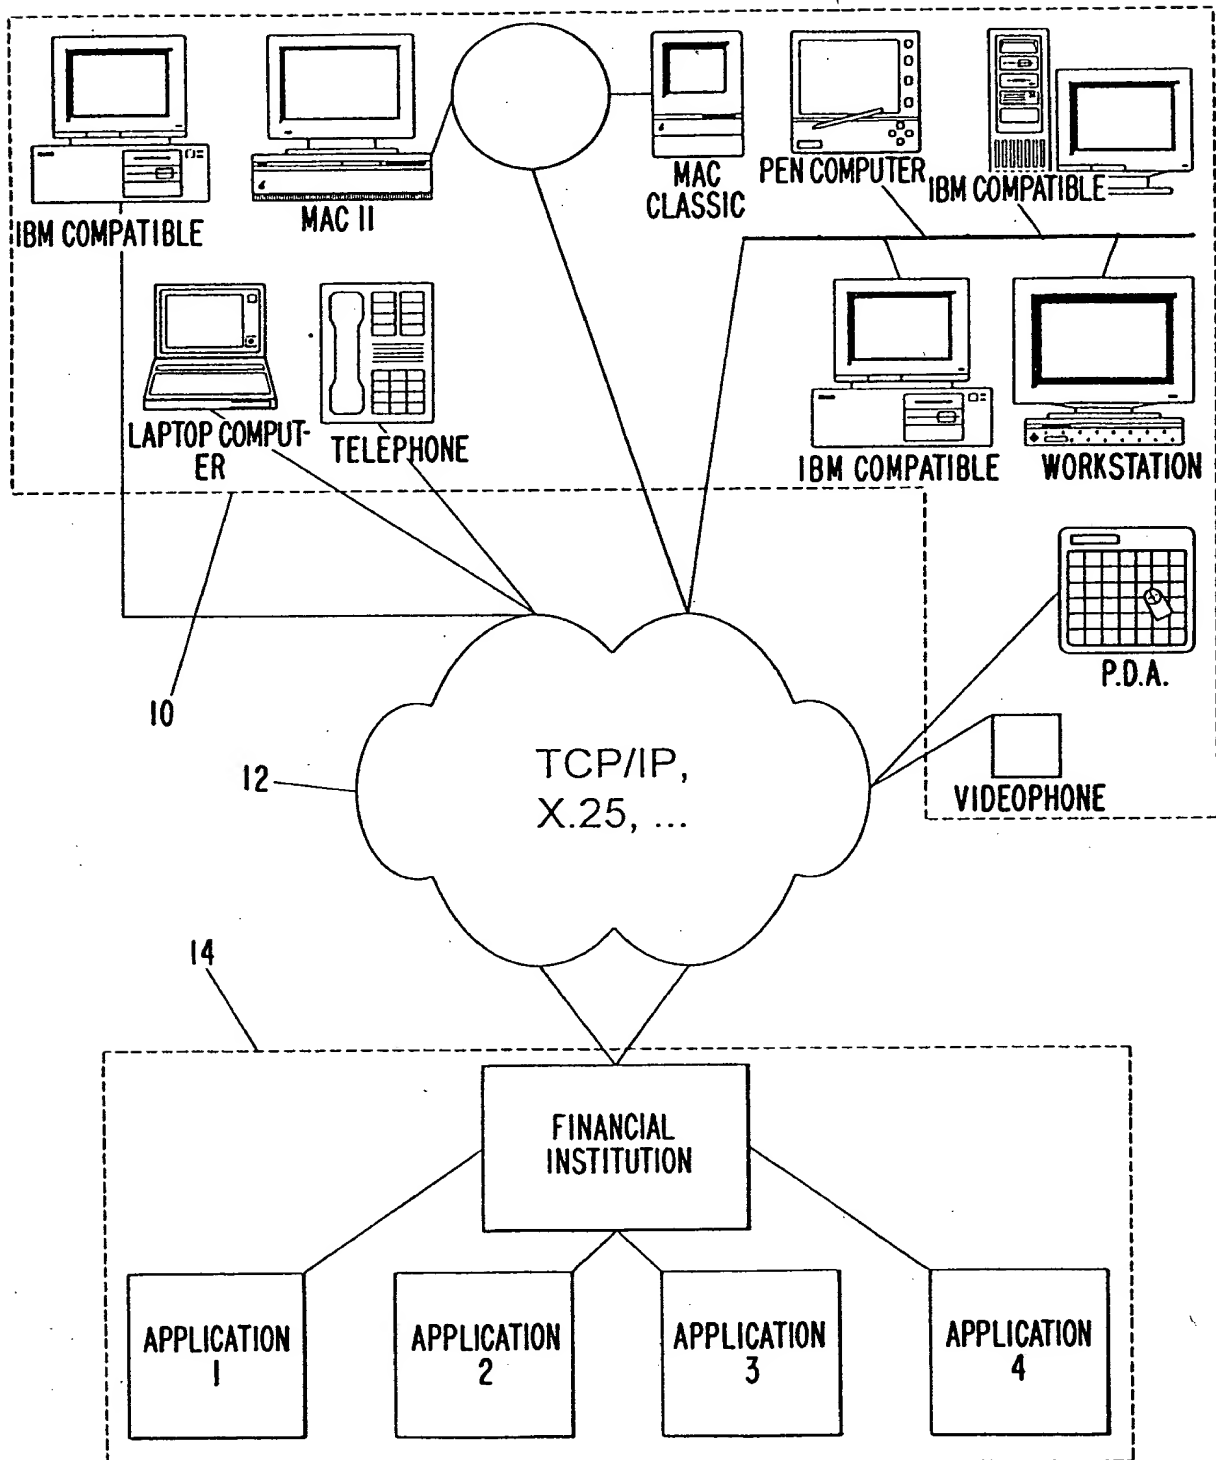 IBM COMPATIBLE
MAC II
MAC
CLASSIC
PEN COMPUTER
IBM COMPATIBLE
LAPTOP COMPUT-
ER
TELEPHONE
IBM COMPATIBLE
WORKSTATION
P.D.A.
10
12
TCP/IP,
X.25, ...
VIDEOPHONE
14
FINANCIAL
INSTITUTION
APPLICATION
1
APPLICATION
2
APPLICATION
3
APPLICATION
4